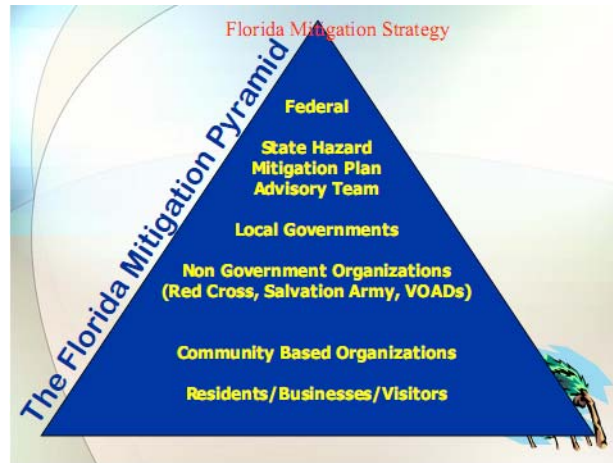 Florida Mitigation Strategy
The Florida Mitigation Pyramid
Federal
State Hazard
Mitigation Plan
Advisory Team
Local Governments
Non Government Organizations
(Red Cross, Salvation Army, VOADs)
Community Based Organizations
Residents/Businesses/Visitors